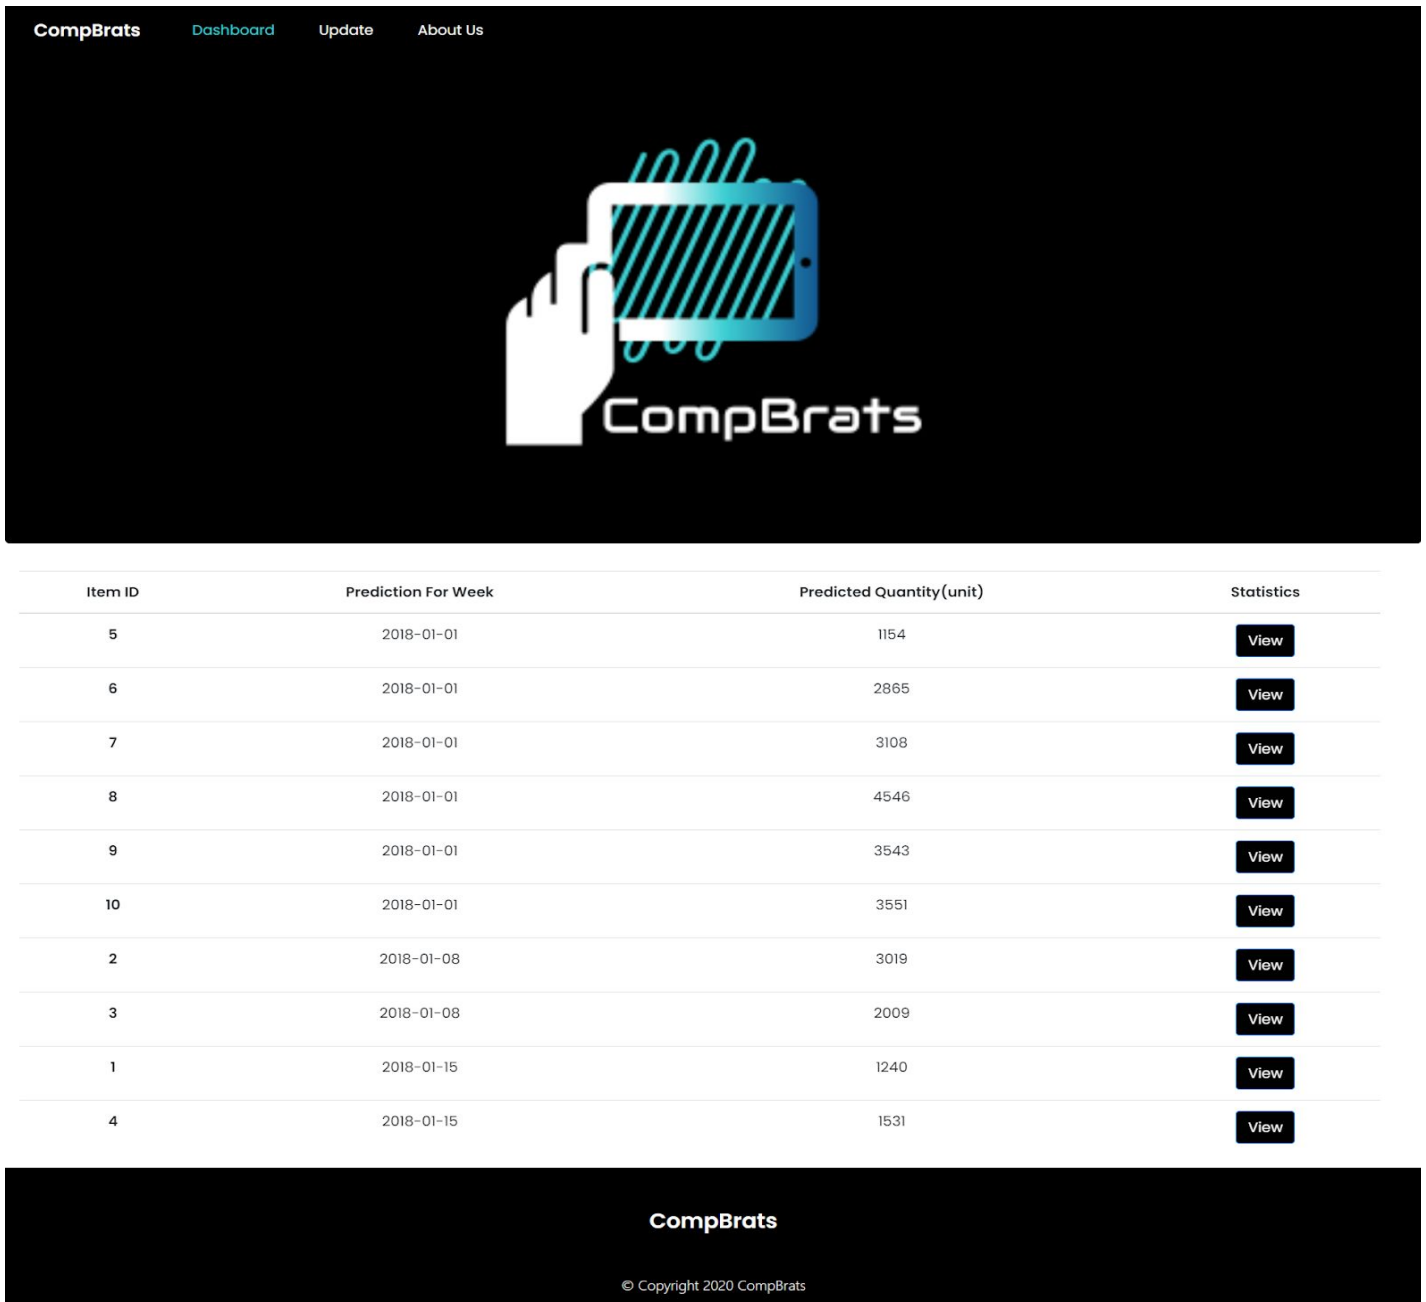 CompBrats Dashboard Update About Us
CompBrats
Item ID Prediction For Week Predicted Quantity(unit) Statistics
5 2018-01-01 1154 View
6 2018-01-01 2865 View
7 2018-01-01 3108 View
8 2018-01-01 4546 View
9 2018-01-01 3543 View
10 2018-01-01 3551 View
2 2018-01-08 3019 View
3 2018-01-08 2009 View
1 2018-01-15 1240 View
4 2018-01-15 1531 View
CompBrats
© Copyright 2020 CompBrats